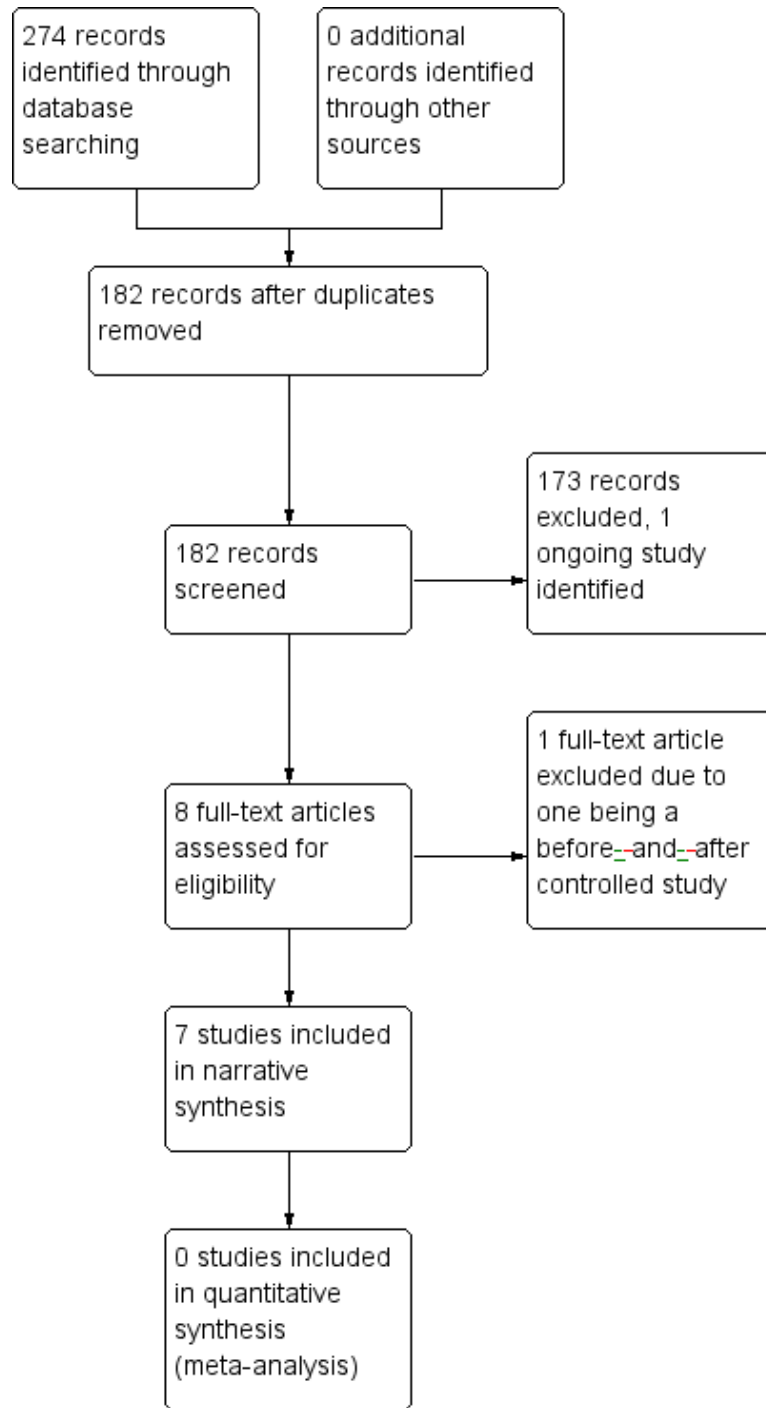 274 records
identified through
database
searching
0 additional
records identified
through other
sources
182 records after duplicates
removed
182 records
screened
173 records
excluded, 1
ongoing study
identified
8 full-text articles
assessed for
eligibility
1 full-text article
excluded due to
one being a
before--and--after
controlled study
7 studies included
in narrative
synthesis
0 studies included
in quantitative
synthesis
(meta-analysis)